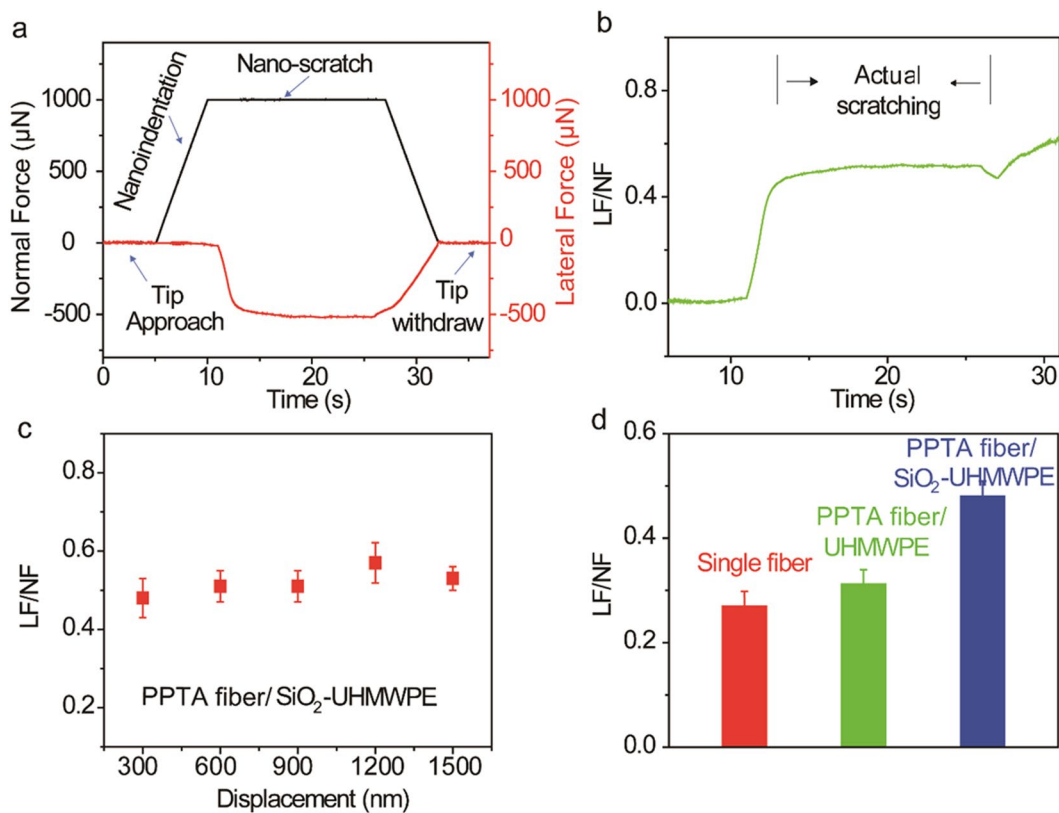 a
Nano-scratch
Nanoindentation
Tip
Approach
Tip
withdraw
1000
500
0
-500
Normal Force (µN)
1000
500
0
-500
Lateral Force (µN)
0 10 20 30
Time (s)
b
Actual
scratching
0.8
0.4
0.0
LF/NF
10 20 30
Time (s)
c
0.8
0.6
0.4
0.2
LF/NF
PPTA fiber/ SiO₂-UHMWPE
300 600 900 1200 1500
Displacement (nm)
d
0.6
0.4
0.2
0.0
LF/NF
Single fiber
PPTA fiber/
UHMWPE
PPTA fiber/
SiO₂-UHMWPE